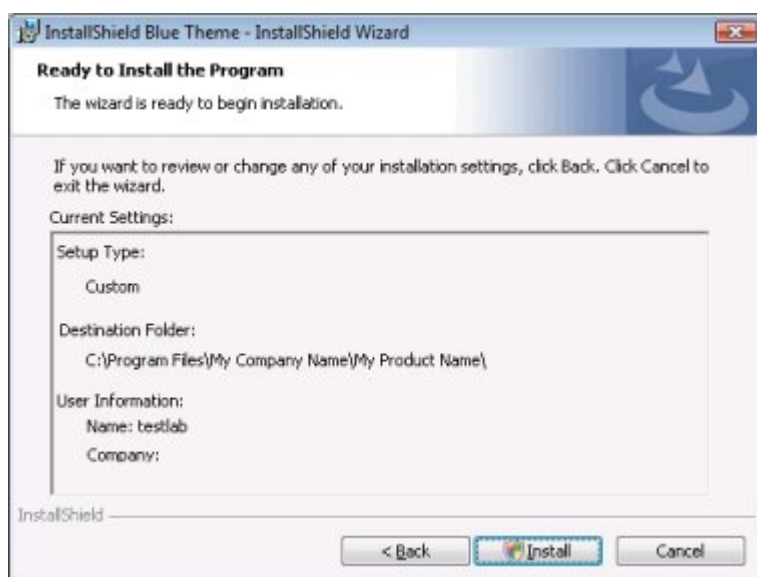 InstallShield Blue Theme - InstallShield Wizard
Ready to Install the Program
The wizard is ready to begin installation.
If you want to review or change any of your installation settings, click Back. Click Cancel to
exit the wizard.
Current Settings:
Setup Type:
Custom
Destination Folder:
C:\Program Files\My Company Name\My Product Name\
User Information:
Name: testlab
Company:
InstallShield
< Back
Install
Cancel